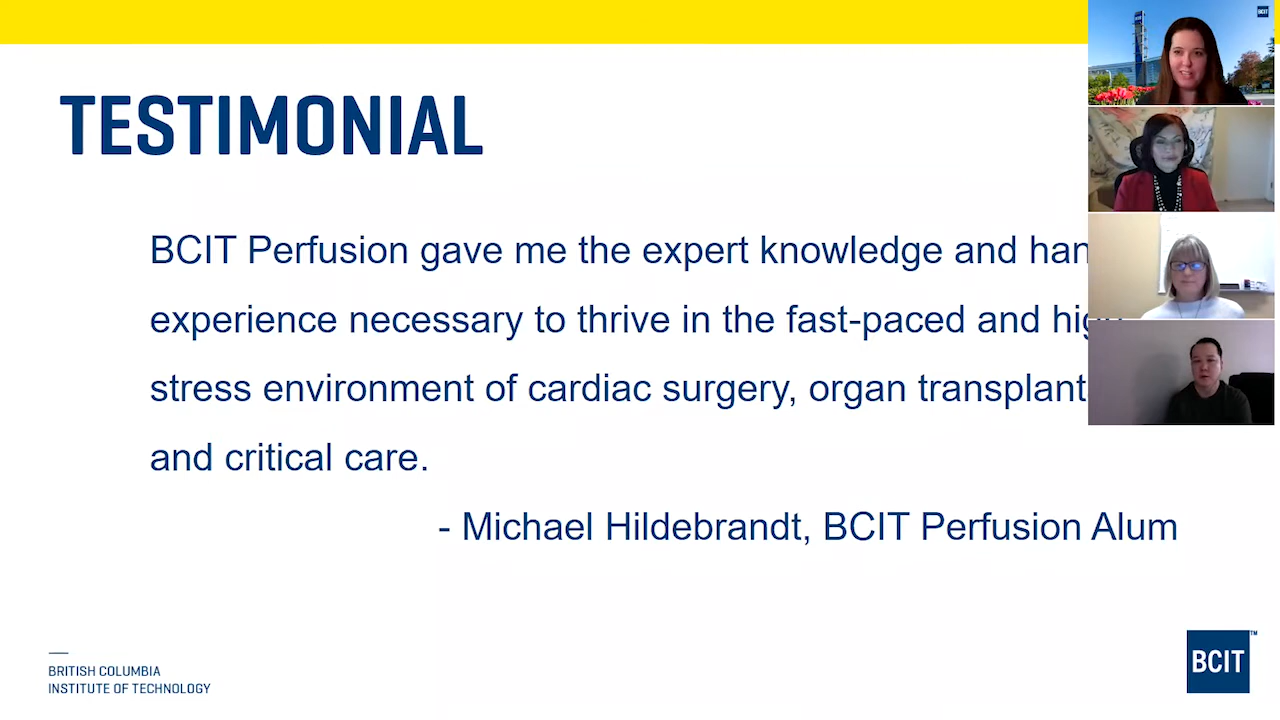 BCIT
TESTIMONIAL
BCIT Perfusion gave me the expert knowledge and han
experience necessary to thrive in the fast-paced and high
stress environment of cardiac surgery, organ transplant
and critical care.
- Michael Hildebrandt, BCIT Perfusion Alum
BRITISH COLUMBIA
INSTITUTE OF TECHNOLOGY
BCIT™